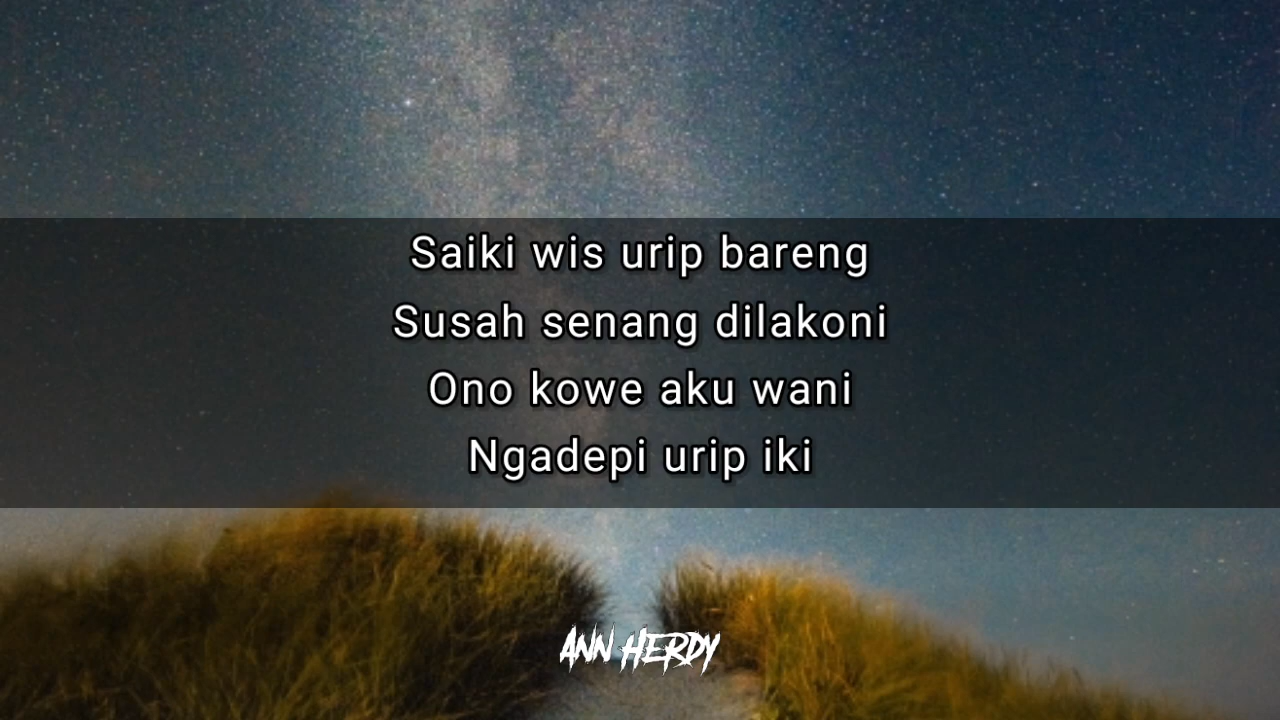 Saiki wis urip bareng
Susah senang dilakoni
Ono kowe aku wani
Ngadepi urip iki
ANN HERDY